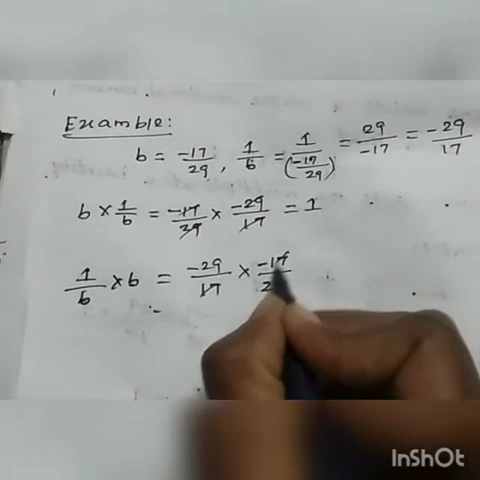 Examble:
b = -17/29 , 1/b = 1/(-17/29) = 29/-17 = -29/17
b × 1/b = -17/29 × -29/17 = 1
1/b × b = -29/17 × -17/2
InShOt